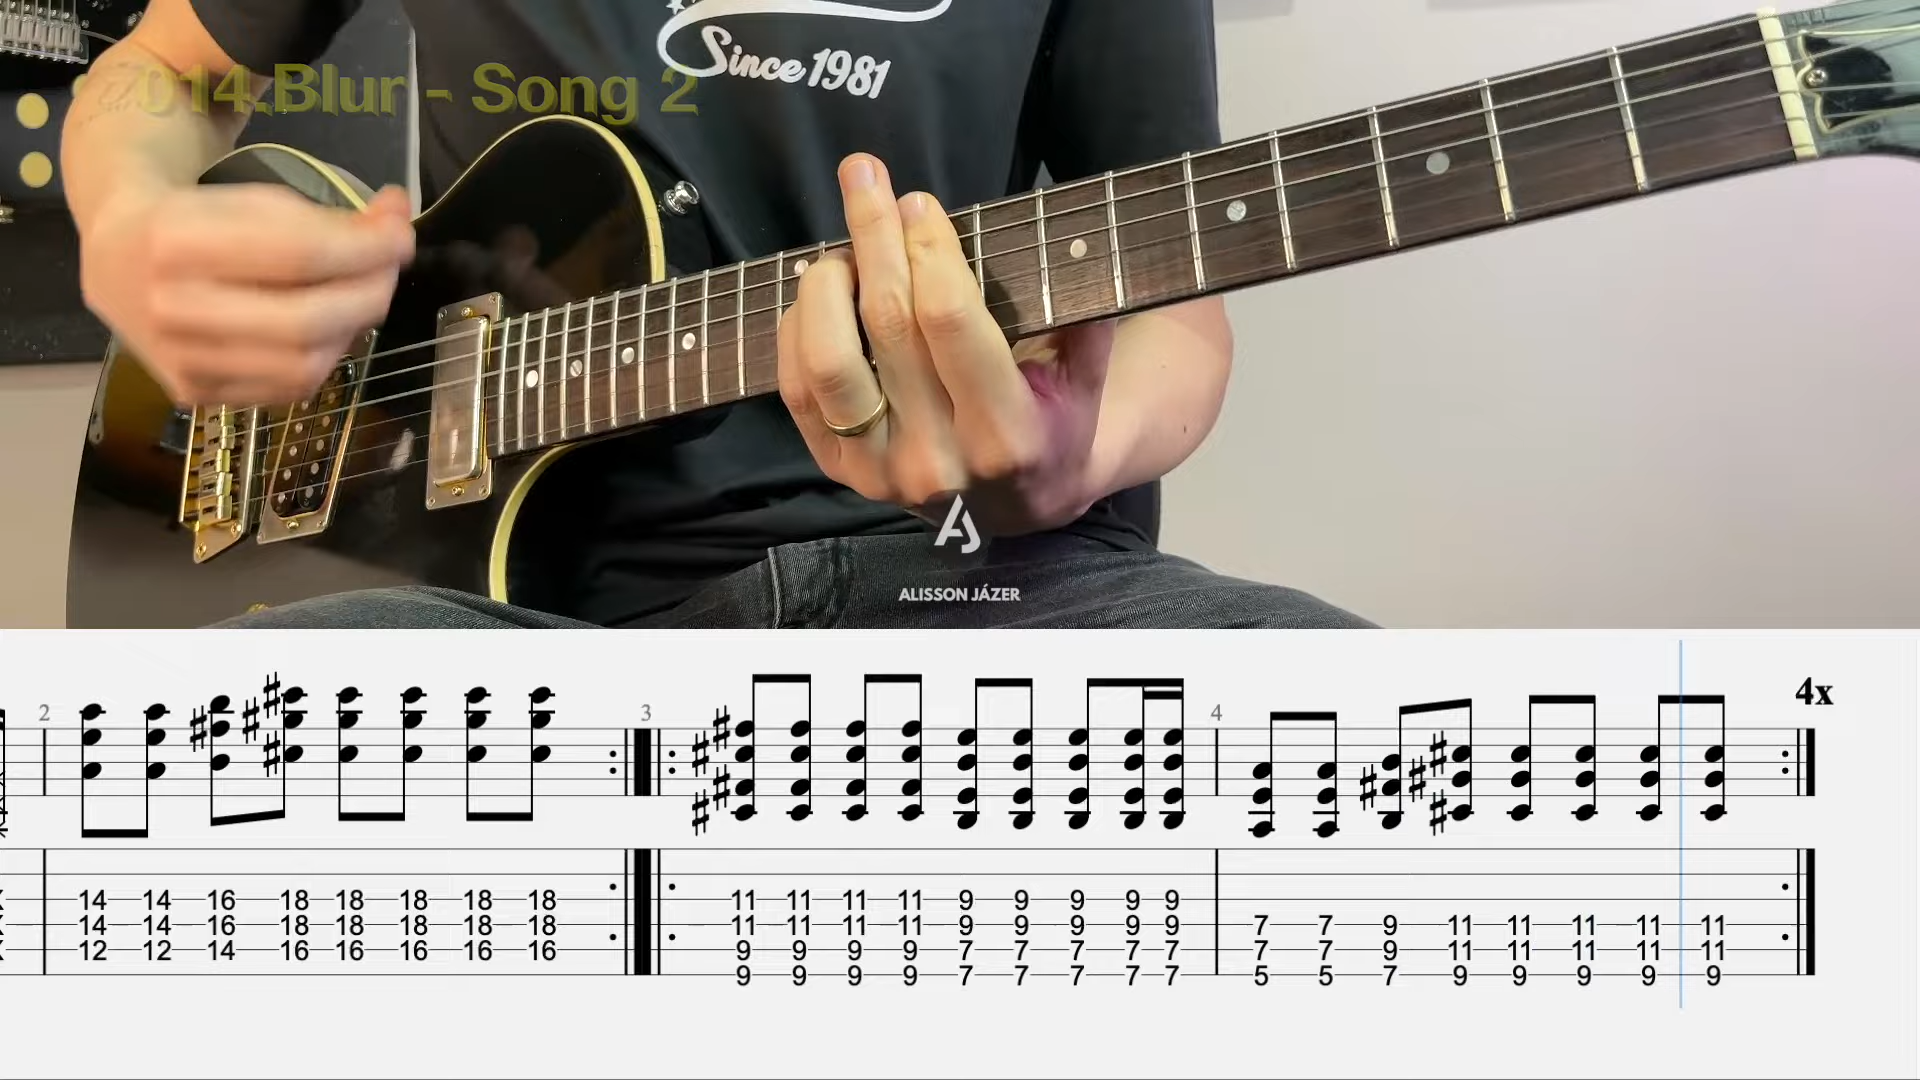 Since 1981
014.Blur - Song 2
AJ
ALISSON JÁZER
2 3 4 4x
14 14 16 18 18 18 18 18 11 11 11 11 9 9 9 9 9
14 14 16 18 18 18 18 18 11 11 11 11 9 9 9 9 9 7 7 9 11 11 11 11 11
12 12 14 16 16 16 16 16 9 9 9 9 7 7 7 7 7 7 7 9 11 11 11 11 11
9 9 9 9 7 7 7 7 7 5 5 7 9 9 9 9 9